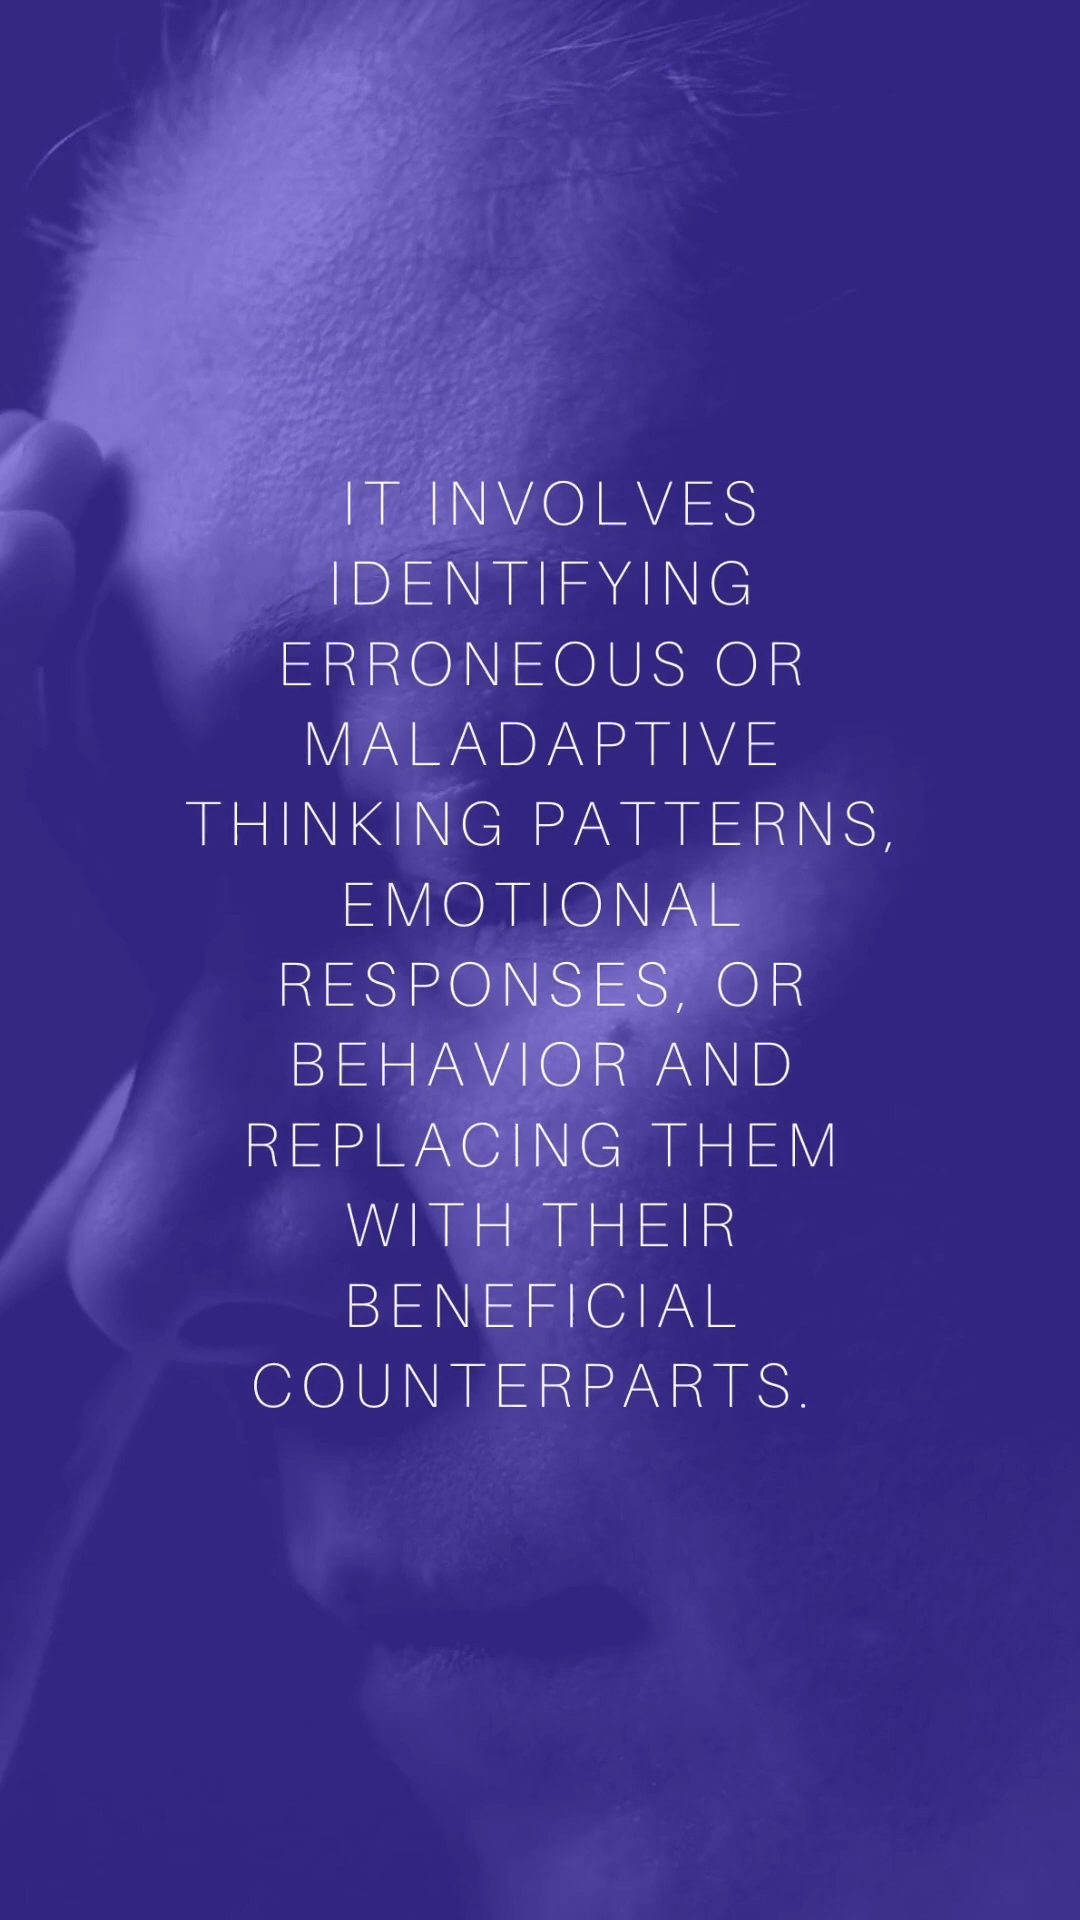 IT INVOLVES
IDENTIFYING
ERRONEOUS OR
MALADAPTIVE
THINKING PATTERNS,
EMOTIONAL
RESPONSES, OR
BEHAVIOR AND
REPLACING THEM
WITH THEIR
BENEFICIAL
COUNTERPARTS.